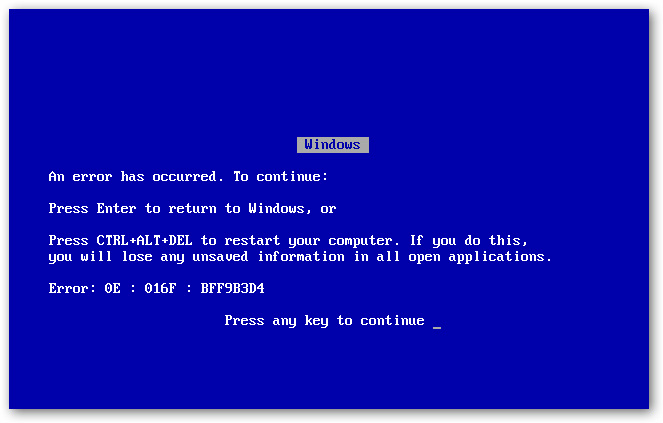 Windows
An error has occurred. To continue:
Press Enter to return to Windows, or
Press CTRL+ALT+DEL to restart your computer. If you do this,
you will lose any unsaved information in all open applications.
Error: 0E : 016F : BFF9B3D4
Press any key to continue _